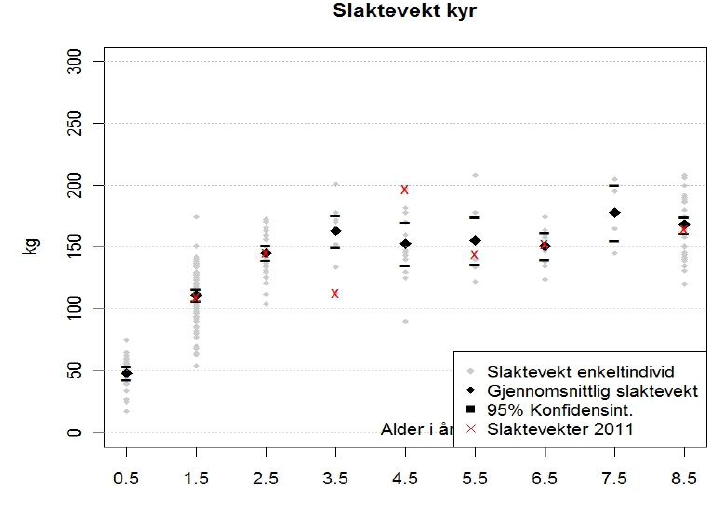 Slaktevekt kyr
300
250
200
150
100
50
0
kg
Slaktevekt enkeltindivid
Gjennomsnittlig slaktevekt
95% Konfidensint.
Slaktevekter 2011
Alder i år
0.5 1.5 2.5 3.5 4.5 5.5 6.5 7.5 8.5